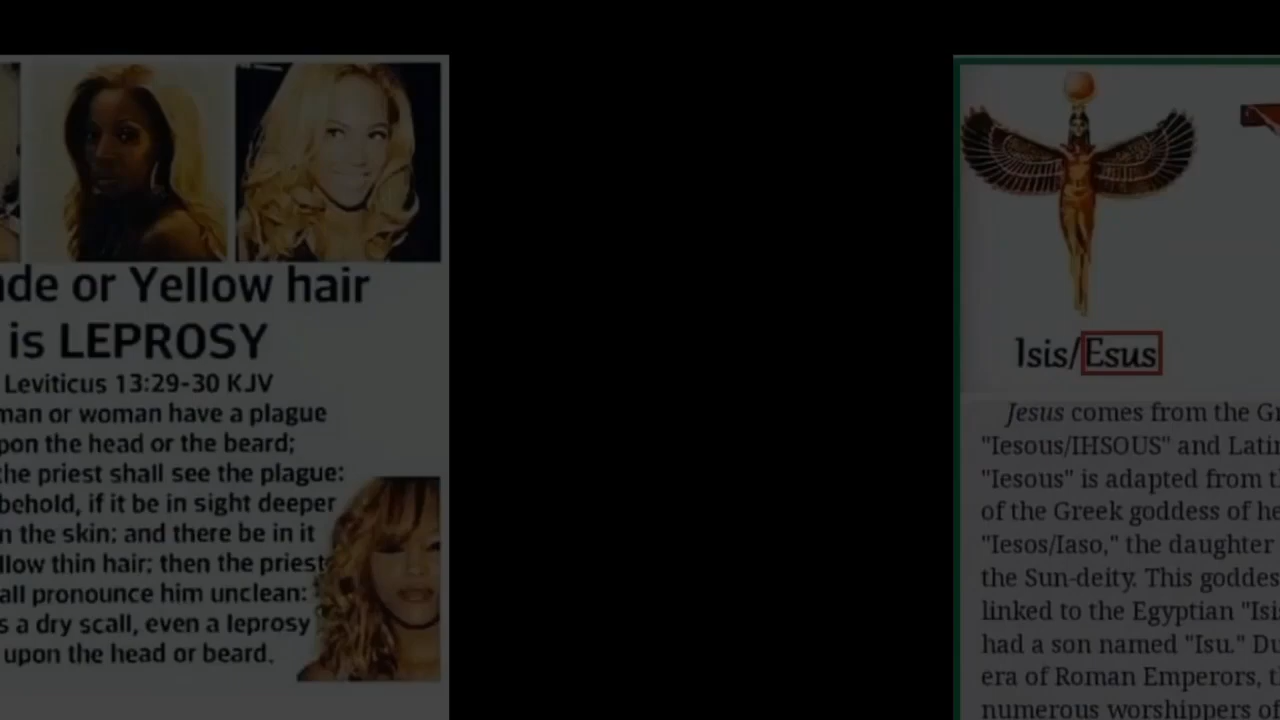 de or Yellow hair
is LEPROSY
Leviticus 13:29-30 KJV
man or woman have a plague
pon the head or the beard;
the priest shall see the plague:
behold, if it be in sight deeper
n the skin; and there be in it
llow thin hair; then the priest
all pronounce him unclean:
s a dry scall, even a leprosy
upon the head or beard.
Isis/Esus
Jesus comes from the G
"Iesous/IHSOUS" and Latin
"Iesous" is adapted from t
of the Greek goddess of he
"Iesos/Iaso," the daughter
the Sun-deity. This goddes
linked to the Egyptian "Isi
had a son named "Isu." Du
era of Roman Emperors, t
numerous worshippers of